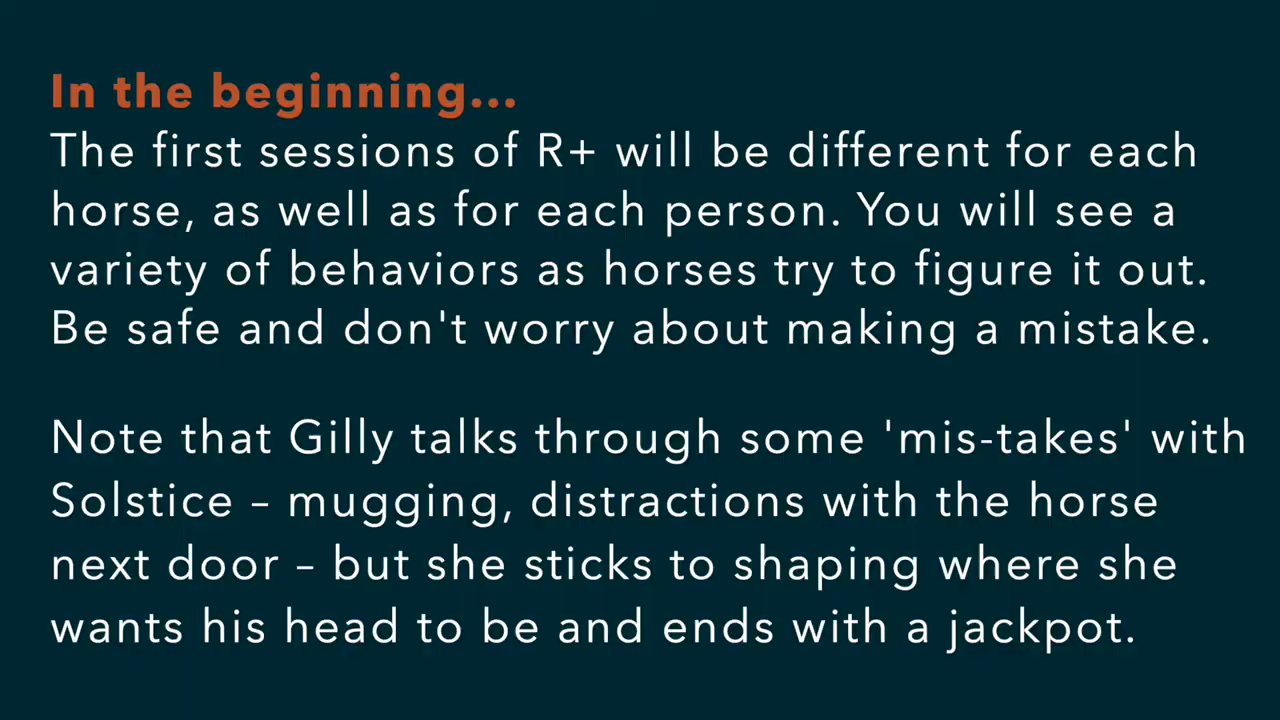 In the beginning...
The first sessions of R+ will be different for each
horse, as well as for each person. You will see a
variety of behaviors as horses try to figure it out.
Be safe and don't worry about making a mistake.
Note that Gilly talks through some 'mis-takes' with
Solstice – mugging, distractions with the horse
next door – but she sticks to shaping where she
wants his head to be and ends with a jackpot.